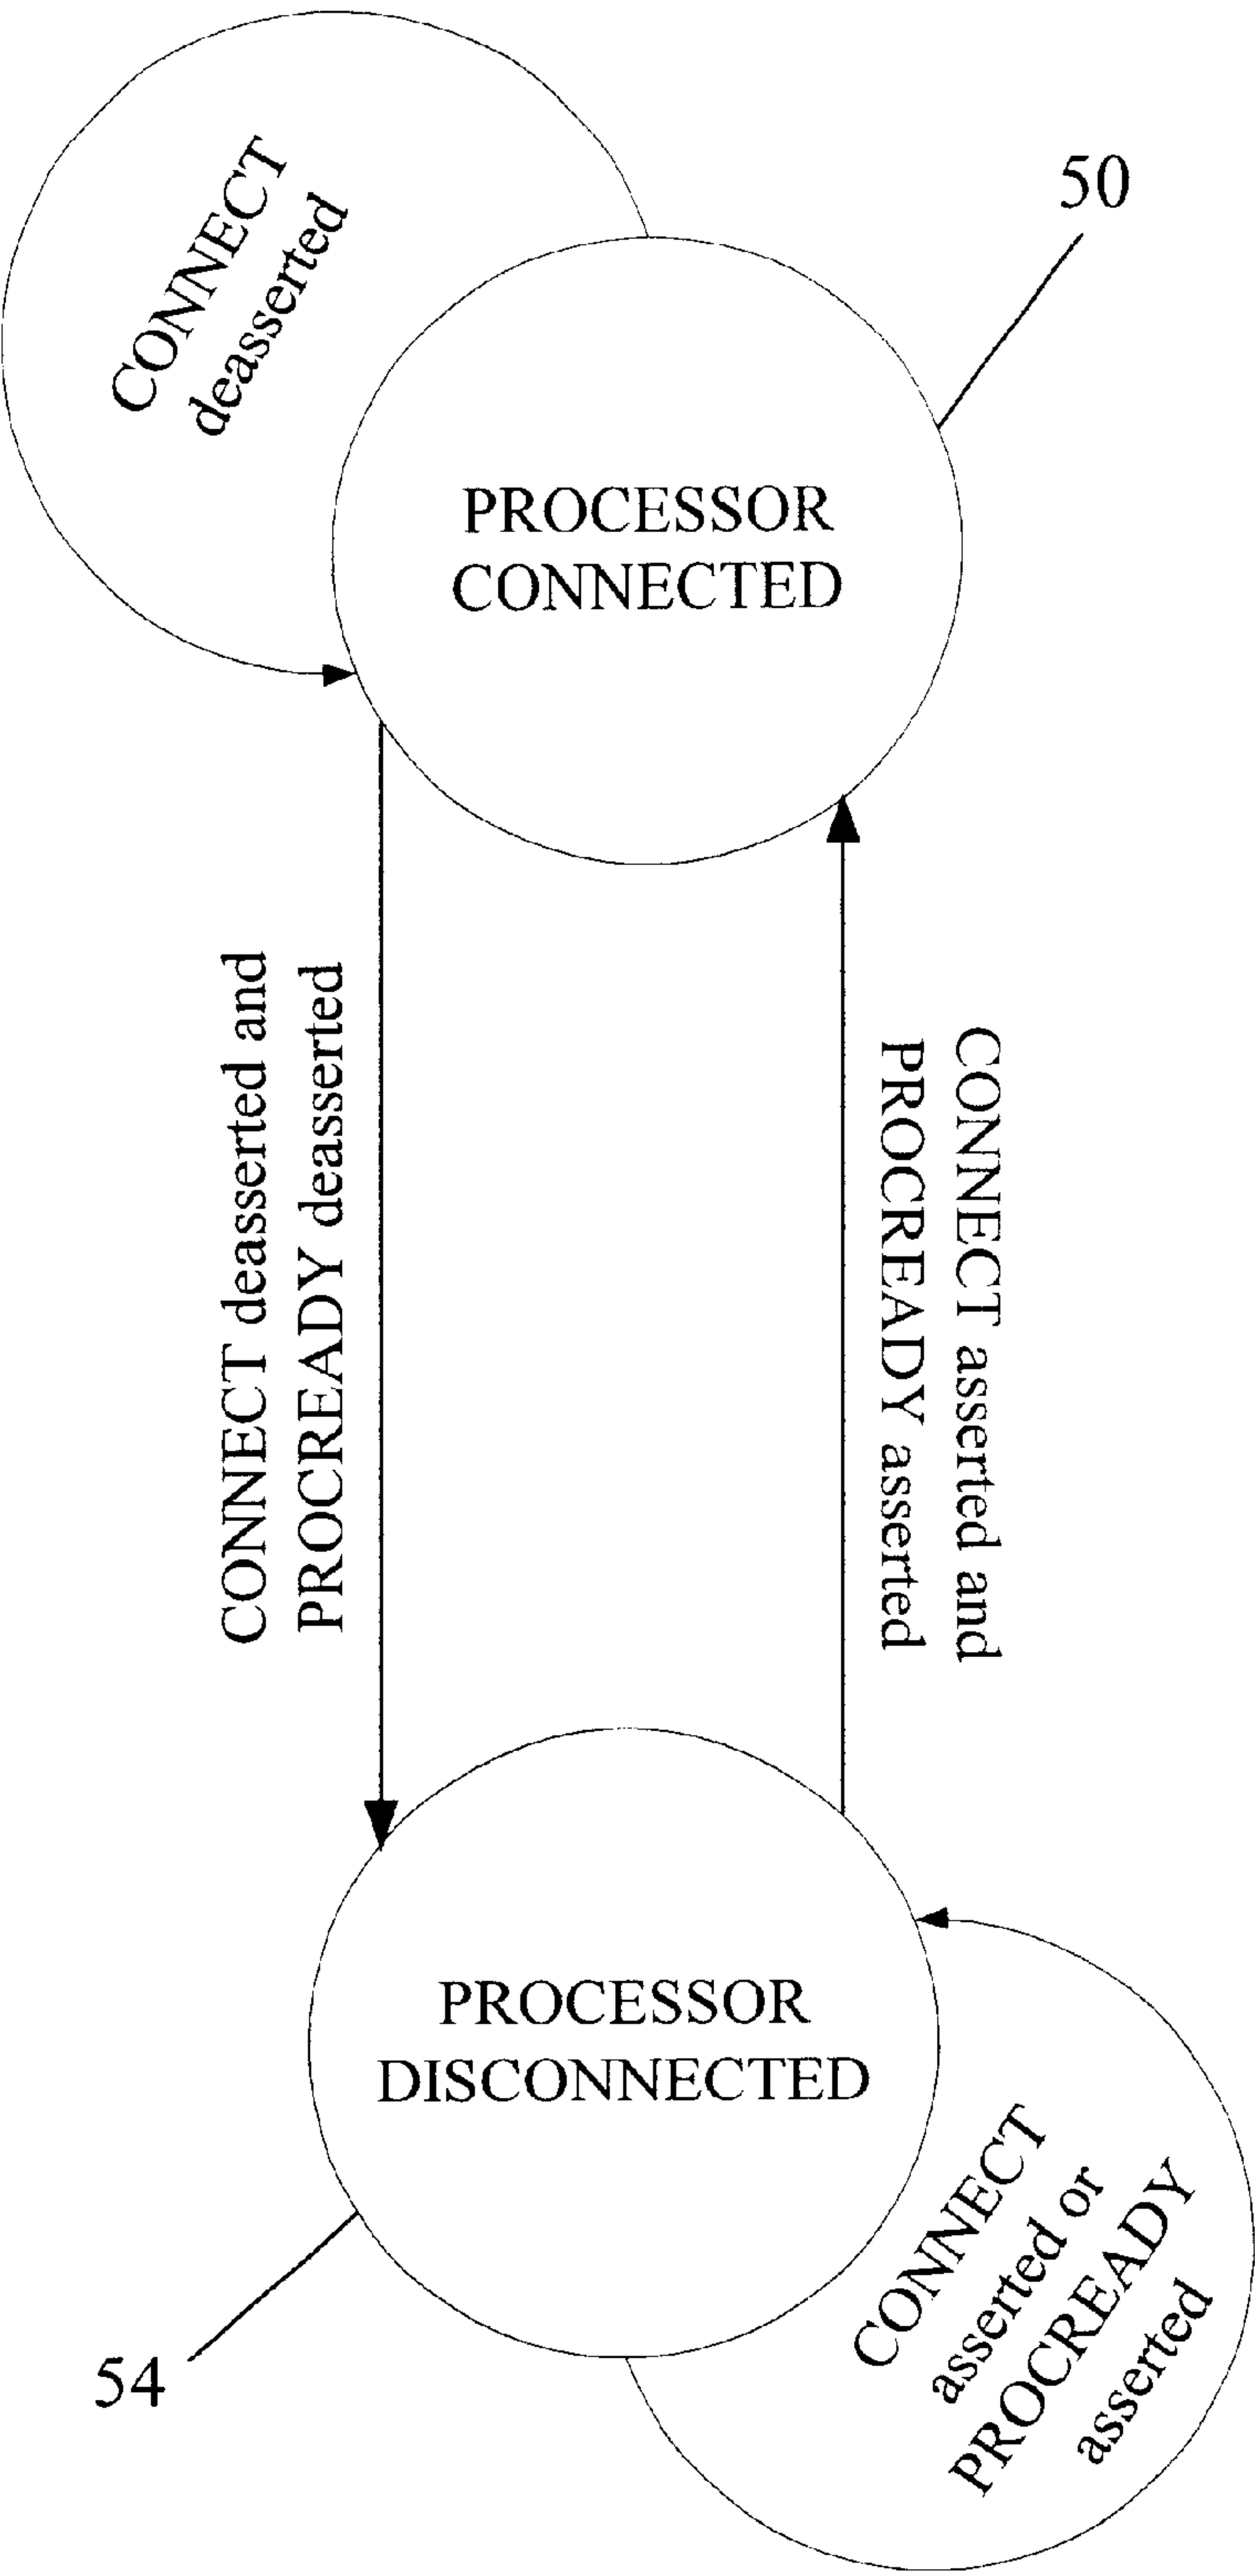 50
CONNECT
deasserted
PROCESSOR
CONNECTED
CONNECT deasserted and
PROCREADY deasserted
CONNECT asserted and
PROCREADY asserted
PROCESSOR
DISCONNECTED
CONNECT
asserted or
PROCREADY
asserted
54